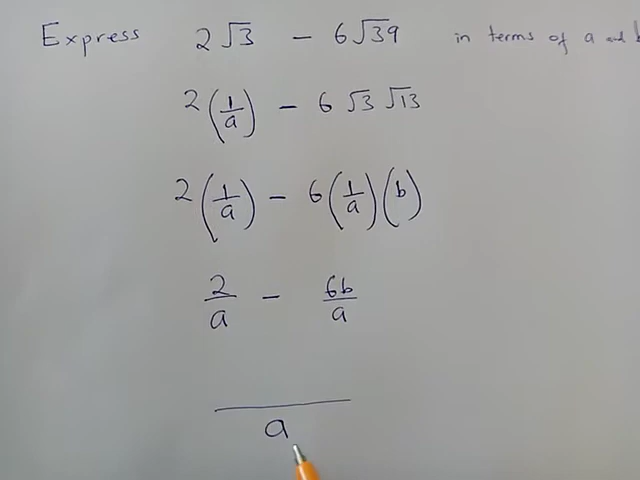 Express 2√3 − 6√39 in terms of a and b
2(1/a) − 6√3 √13
2(1/a) − 6(1/a)(b)
2/a − 6b/a
/a